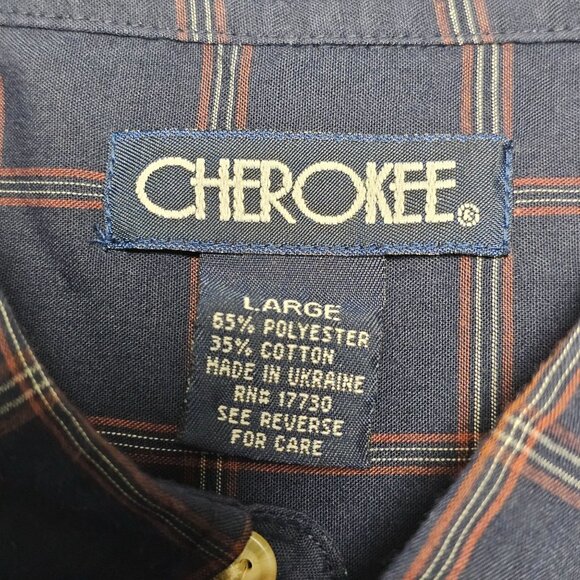 CHEROKEE®
LARGE
65% POLYESTER
35% COTTON
MADE IN UKRAINE
RN# 17730
SEE REVERSE
FOR CARE